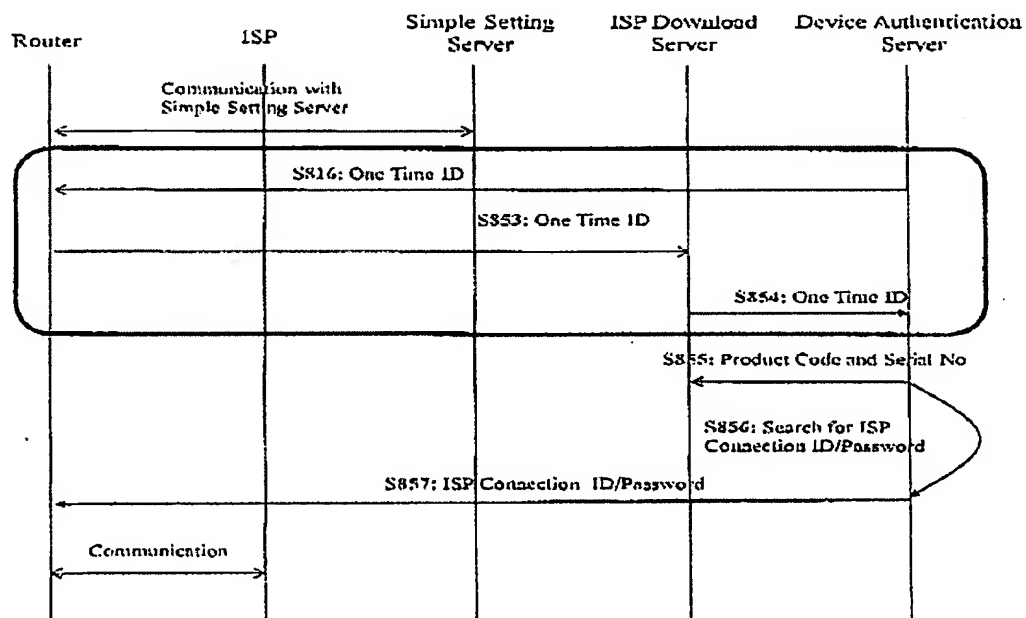 Router
ISP
Simple Setting
Server
ISP Download
Server
Device Authentication
Server
Communication with
Simple Setting Server
S816: One Time ID
S853: One Time ID
S854: One Time ID
S855: Product Code and Serial No
S856: Search for ISP
Connection ID/Password
S857: ISP Connection ID/Password
Communication